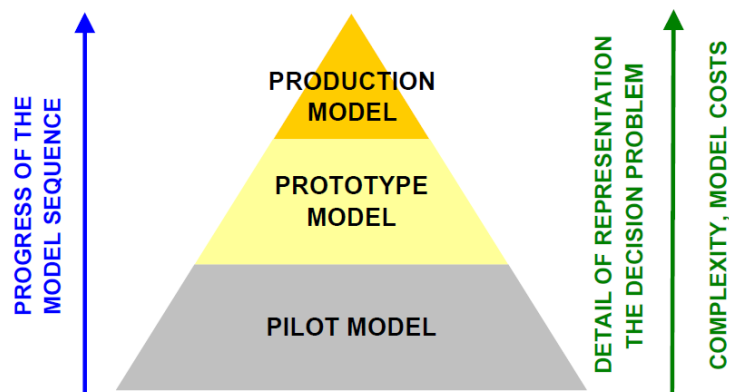 PROGRESS OF THE
MODEL SEQUENCE
PRODUCTION
MODEL
PROTOTYPE
MODEL
PILOT MODEL
DETAIL OF REPRESENTATION
THE DECISION PROBLEM
COMPLEXITY, MODEL COSTS